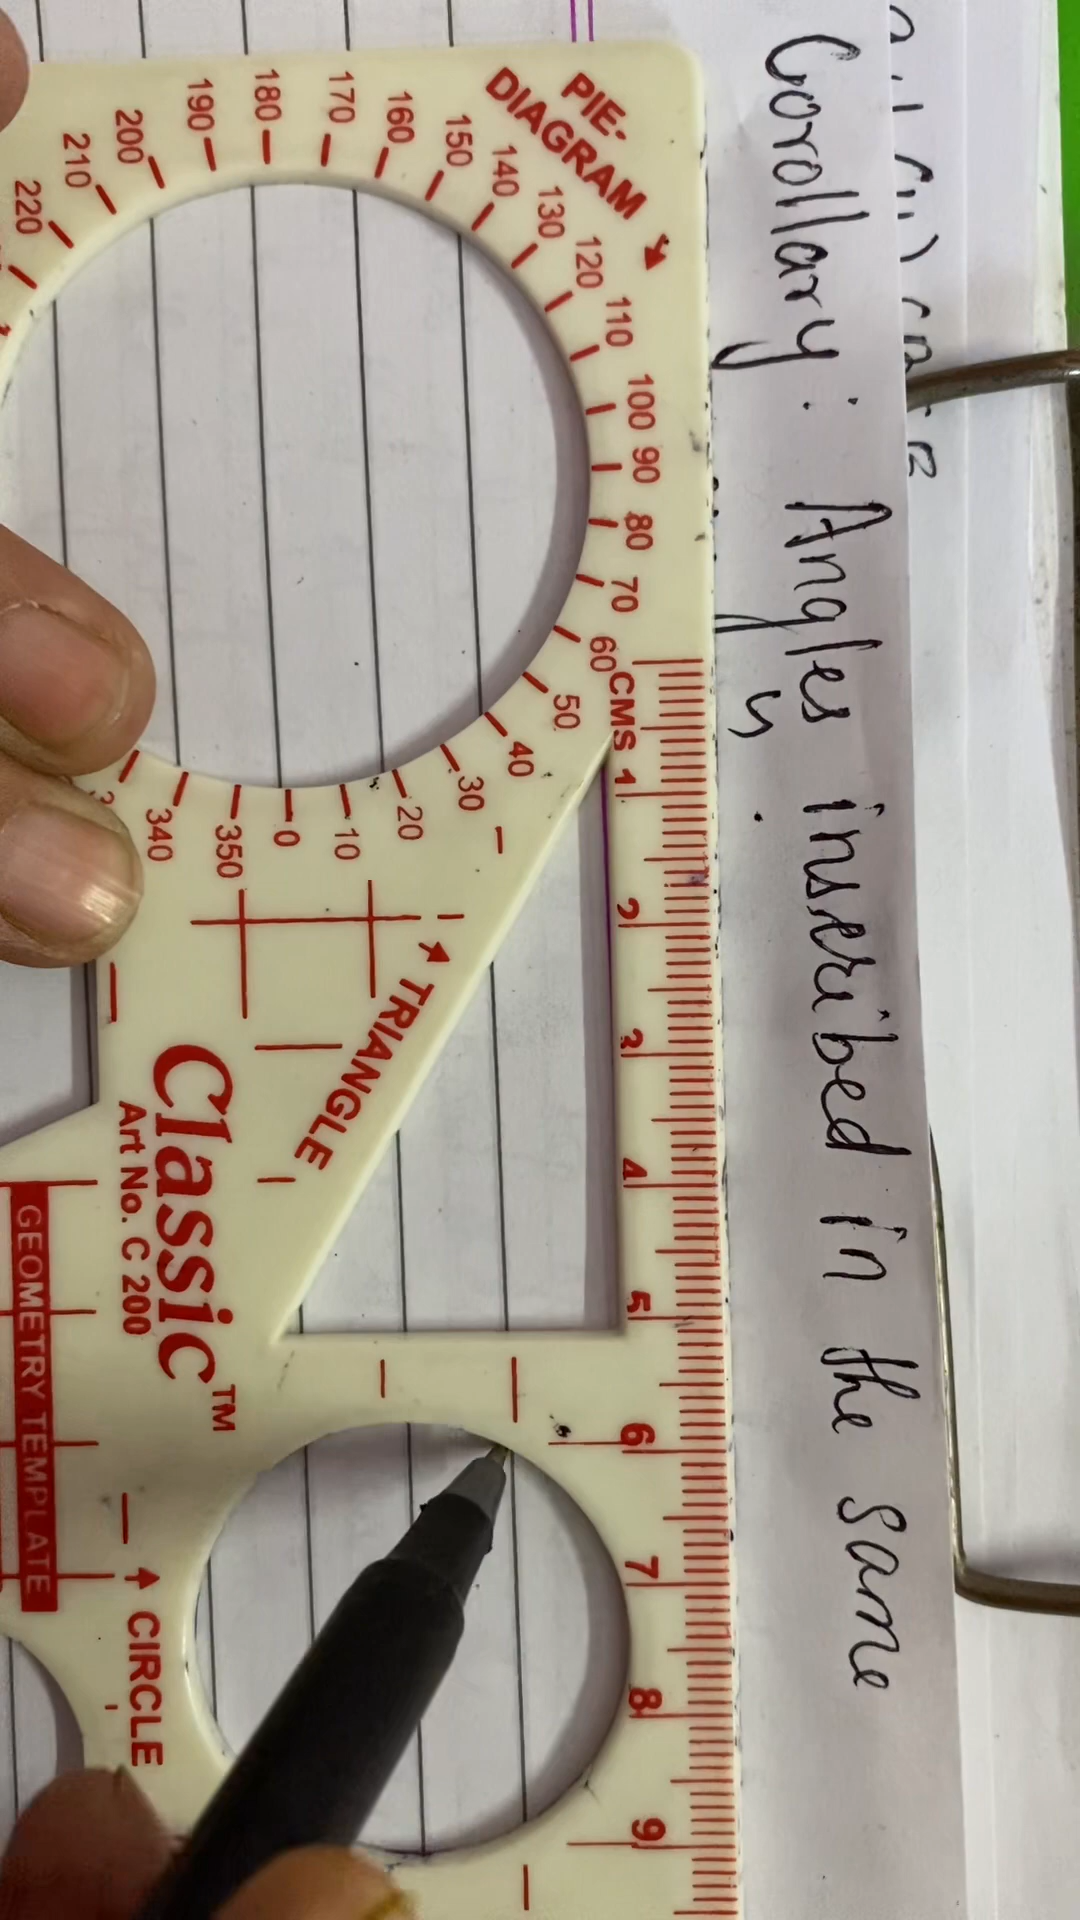 Corollary : Angles inscribed in the same
y .
PIE-
DIAGRAM
220
210
200
190
180
170
160
150
140
130
120
110
100
90
80
70
60
50
40
30
20
10
0
350
340
CMS 1 2 3 4 5 6 7 8 9
TRIANGLE
Classic™
Art No. C 200
GEOMETRY TEMPLATE
CIRCLE